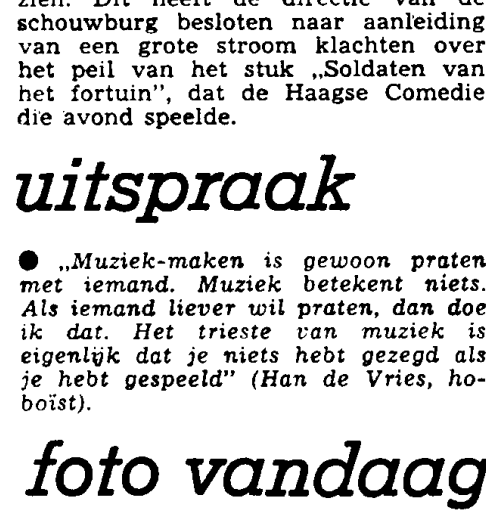 zien. Dit heeft de directie van de
schouwburg besloten naar aanleiding
van een grote stroom klachten over
het peil van het stuk „Soldaten van
het fortuin”, dat de Haagse Comedie
die avond speelde.
uitspraak
● „Muziek-maken is gewoon praten
met iemand. Muziek betekent niets.
Als iemand liever wil praten, dan doe
ik dat. Het trieste van muziek is
eigenlijk dat je niets hebt gezegd als
je hebt gespeeld” (Han de Vries, ho-
boïst).
foto vandaag